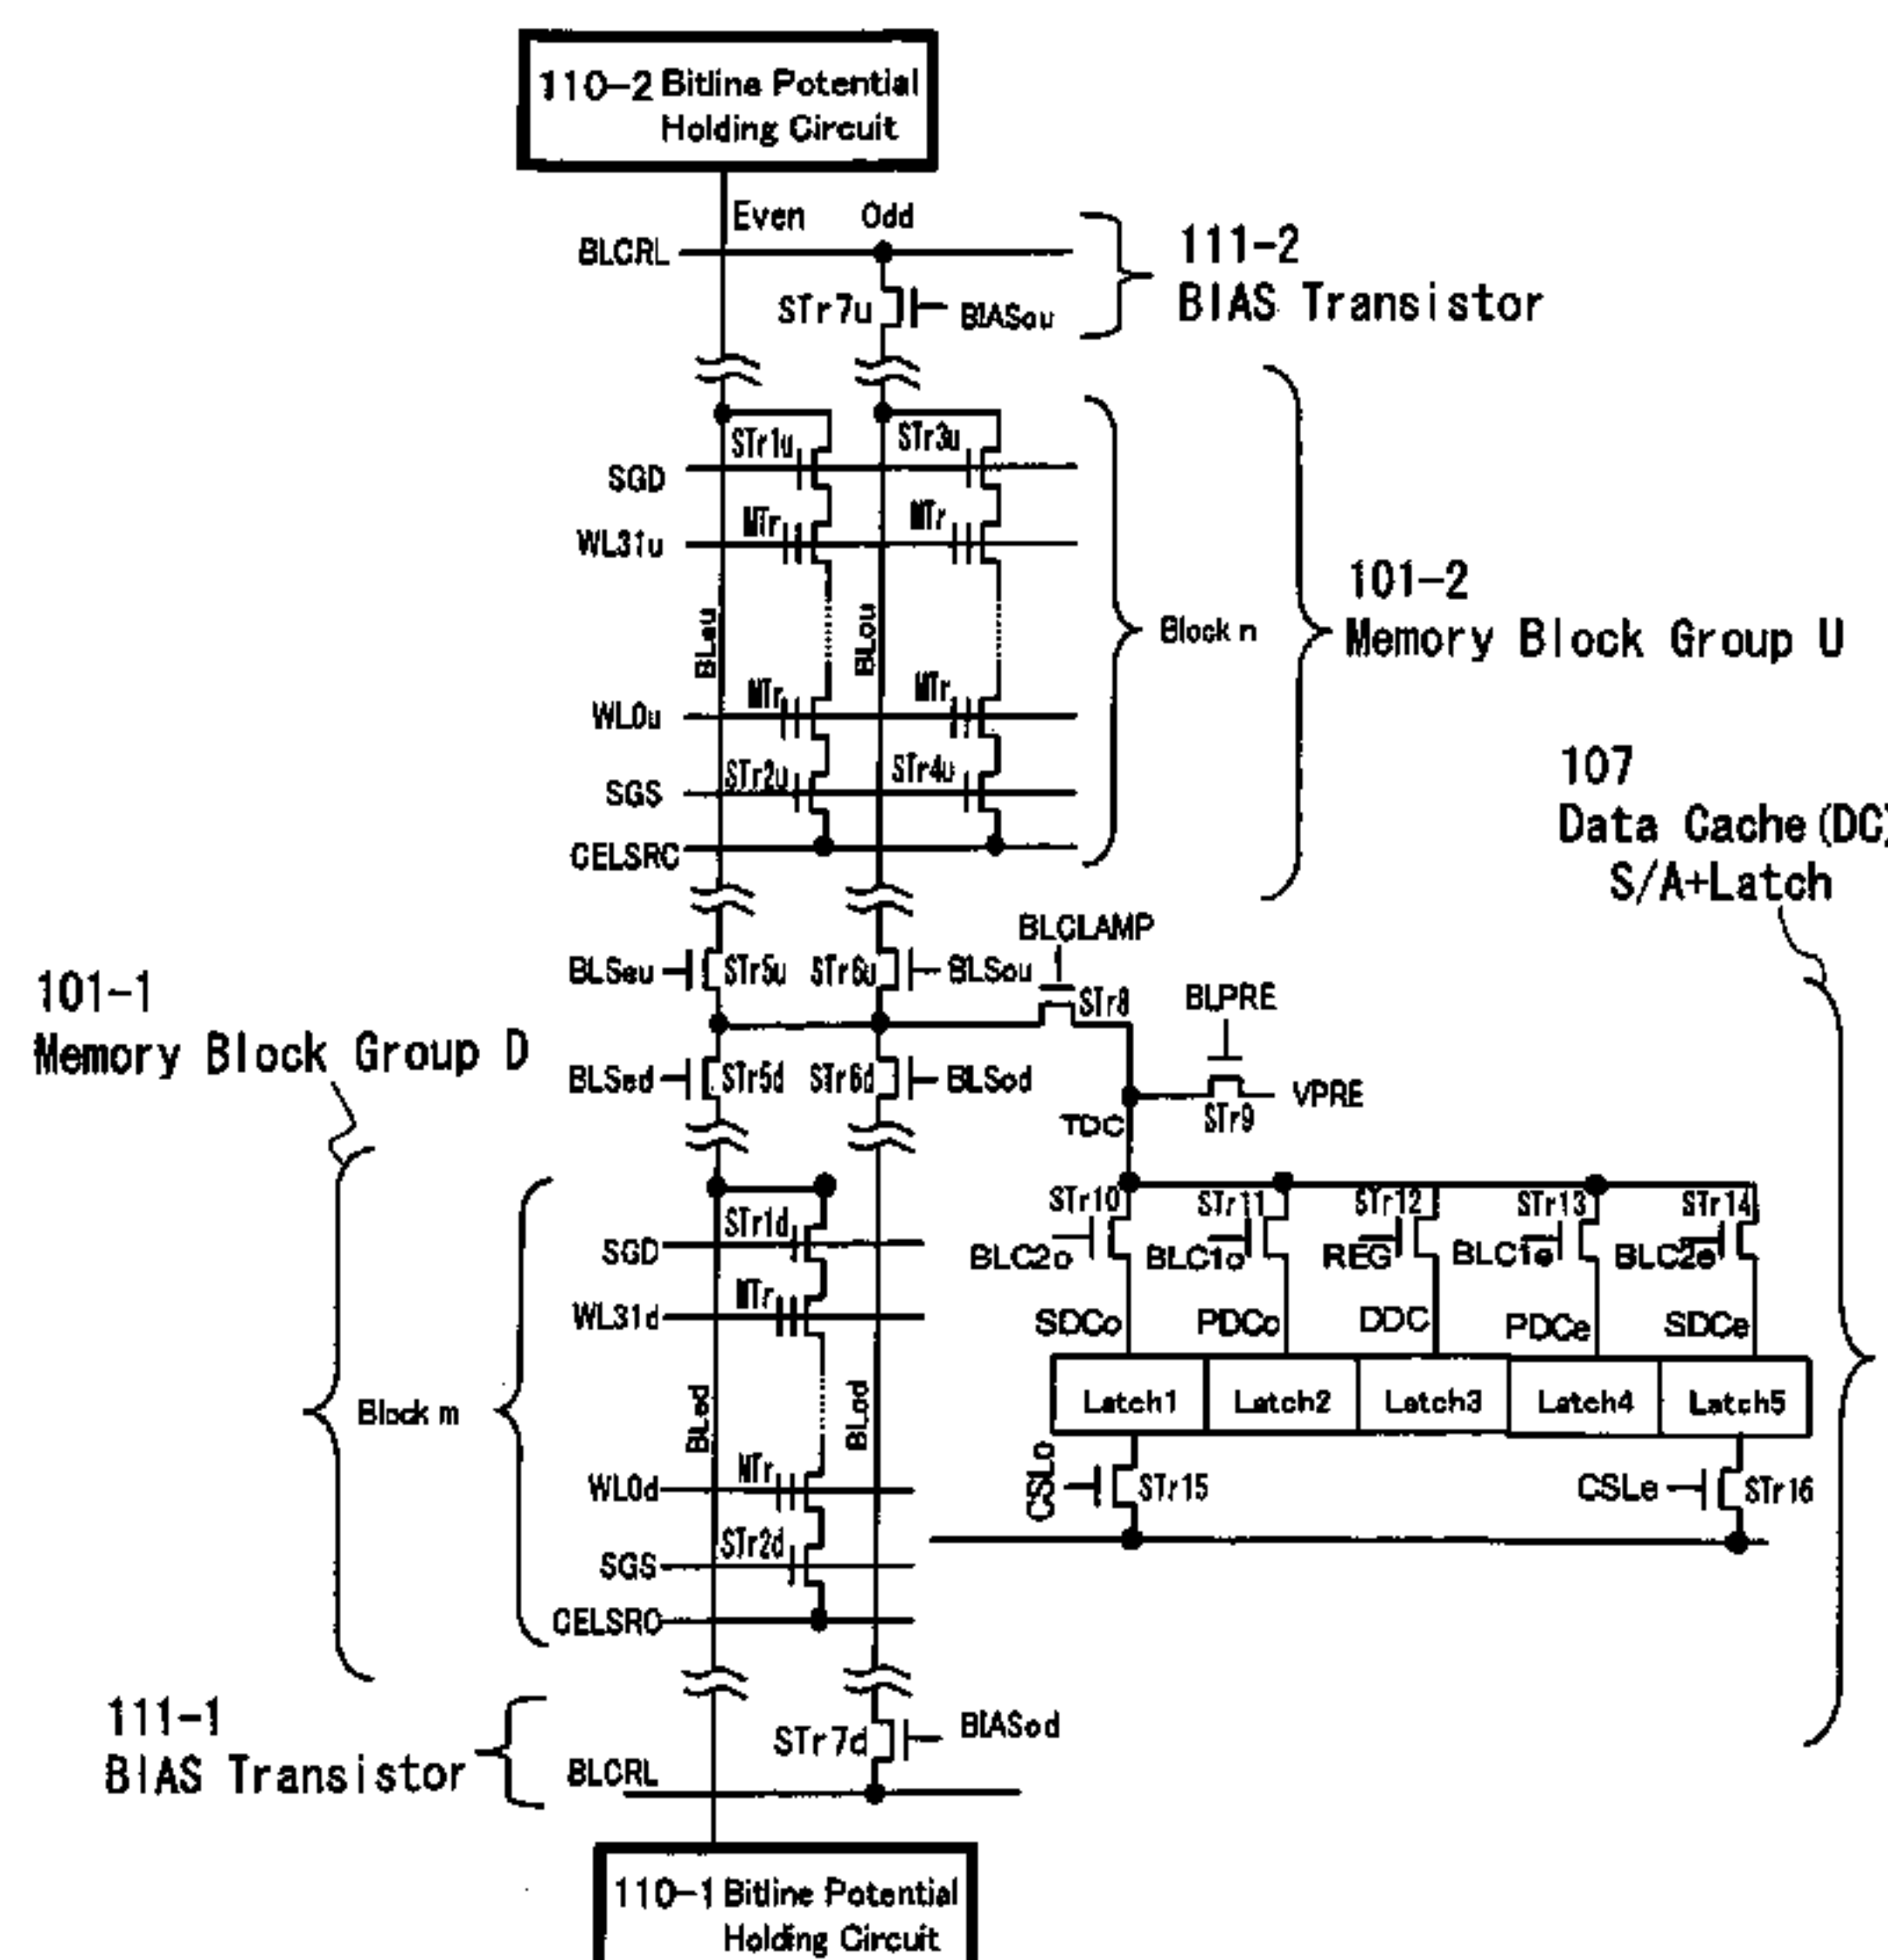 110-2 Bitline Potential
Holding Circuit
Even Odd
BLCRL
STr7u
BIASou
111-2
BIAS Transistor
STr1u
STr3u
SGD
MTr
MTr
WL31u
BLeu
BLou
Block n
101-2
Memory Block Group U
MTr
MTr
WL0u
STr2u
STr4u
SGS
CELSRC
107
Data Cache(DC)
S/A+Latch
BLCLAMP
BLSeu
STr5u
STr6u
BLSou
STr8
BLPRE
101-1
Memory Block Group D
BLSed
STr5d
STr6d
BLSod
VPRE
STr9
TDC
STr10
STr11
STr12
STr13
STr14
BLC2o
BLC1o
REG
BLC1e
BLC2e
STr1d
SGD
MTr
WL31d
SDCo
PDCo
DDC
PDCe
SDCe
Block m
BLed
BLod
Latch1
Latch2
Latch3
Latch4
Latch5
MTr
WL0d
CSLo
STr15
CSLe
STr16
STr2d
SGS
CELSRC
111-1
BIAS Transistor
STr7d
BIASod
BLCRL
110-1 Bitline Potential
Holding Circuit